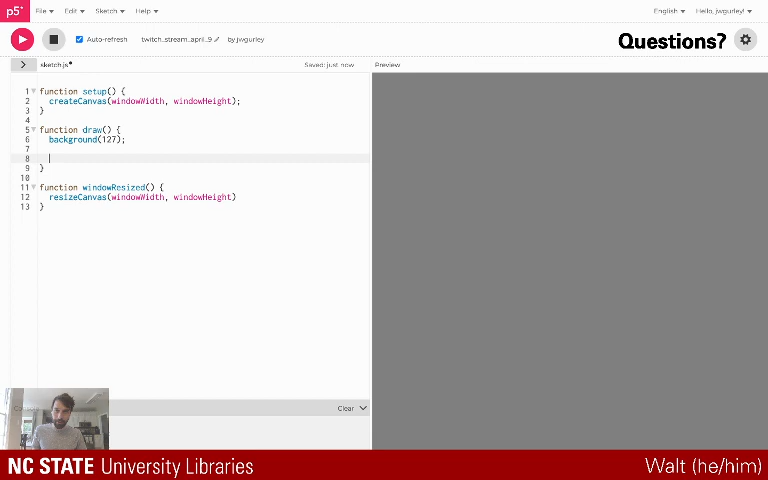 p5* File Edit Sketch Help English Hello, jwgurley!
Auto-refresh twitch_stream_april_9 by jwgurley Questions?
sketch.js Saved: just now Preview
1 function setup() {
2 createCanvas(windowWidth, windowHeight);
3 }
4
5 function draw() {
6 background(127);
7
8
9 }
10
11 function windowResized() {
12 resizeCanvas(windowWidth, windowHeight)
13 }
Clear
NC STATE University Libraries Walt (he/him)